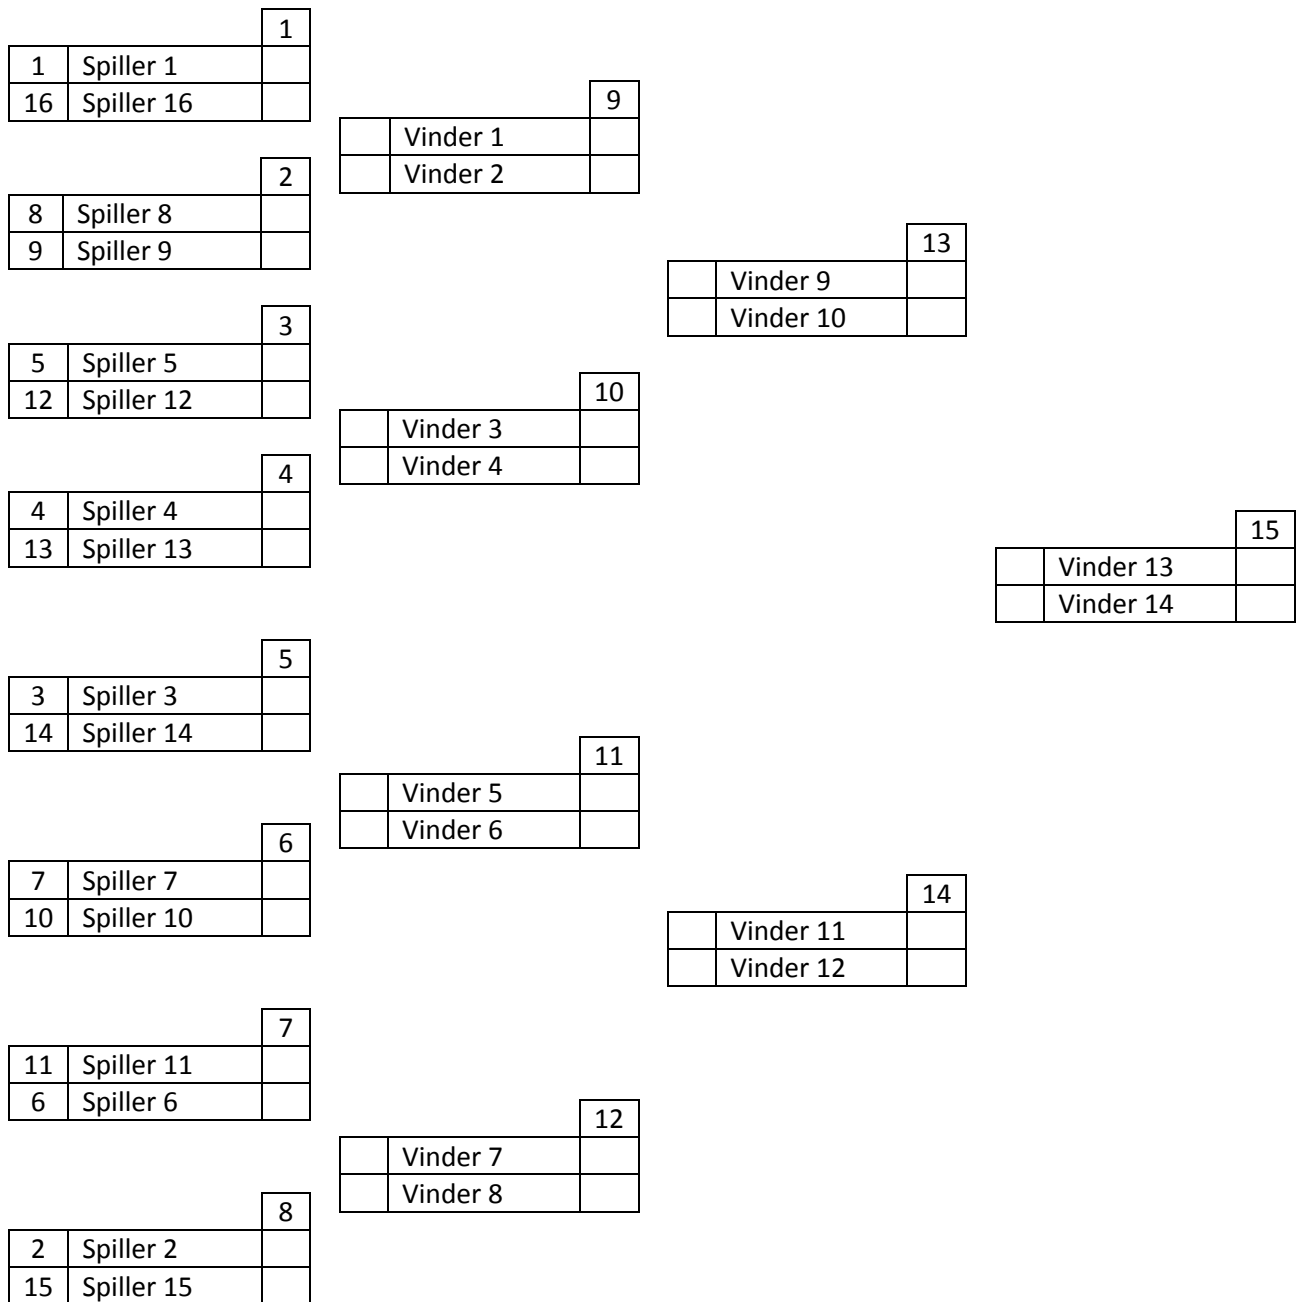 1
1 Spiller 1
16 Spiller 16
2
8 Spiller 8
9 Spiller 9
3
5 Spiller 5
12 Spiller 12
4
4 Spiller 4
13 Spiller 13
5
3 Spiller 3
14 Spiller 14
6
7 Spiller 7
10 Spiller 10
7
11 Spiller 11
6 Spiller 6
8
2 Spiller 2
15 Spiller 15
9
Vinder 1
Vinder 2
10
Vinder 3
Vinder 4
11
Vinder 5
Vinder 6
12
Vinder 7
Vinder 8
13
Vinder 9
Vinder 10
14
Vinder 11
Vinder 12
15
Vinder 13
Vinder 14